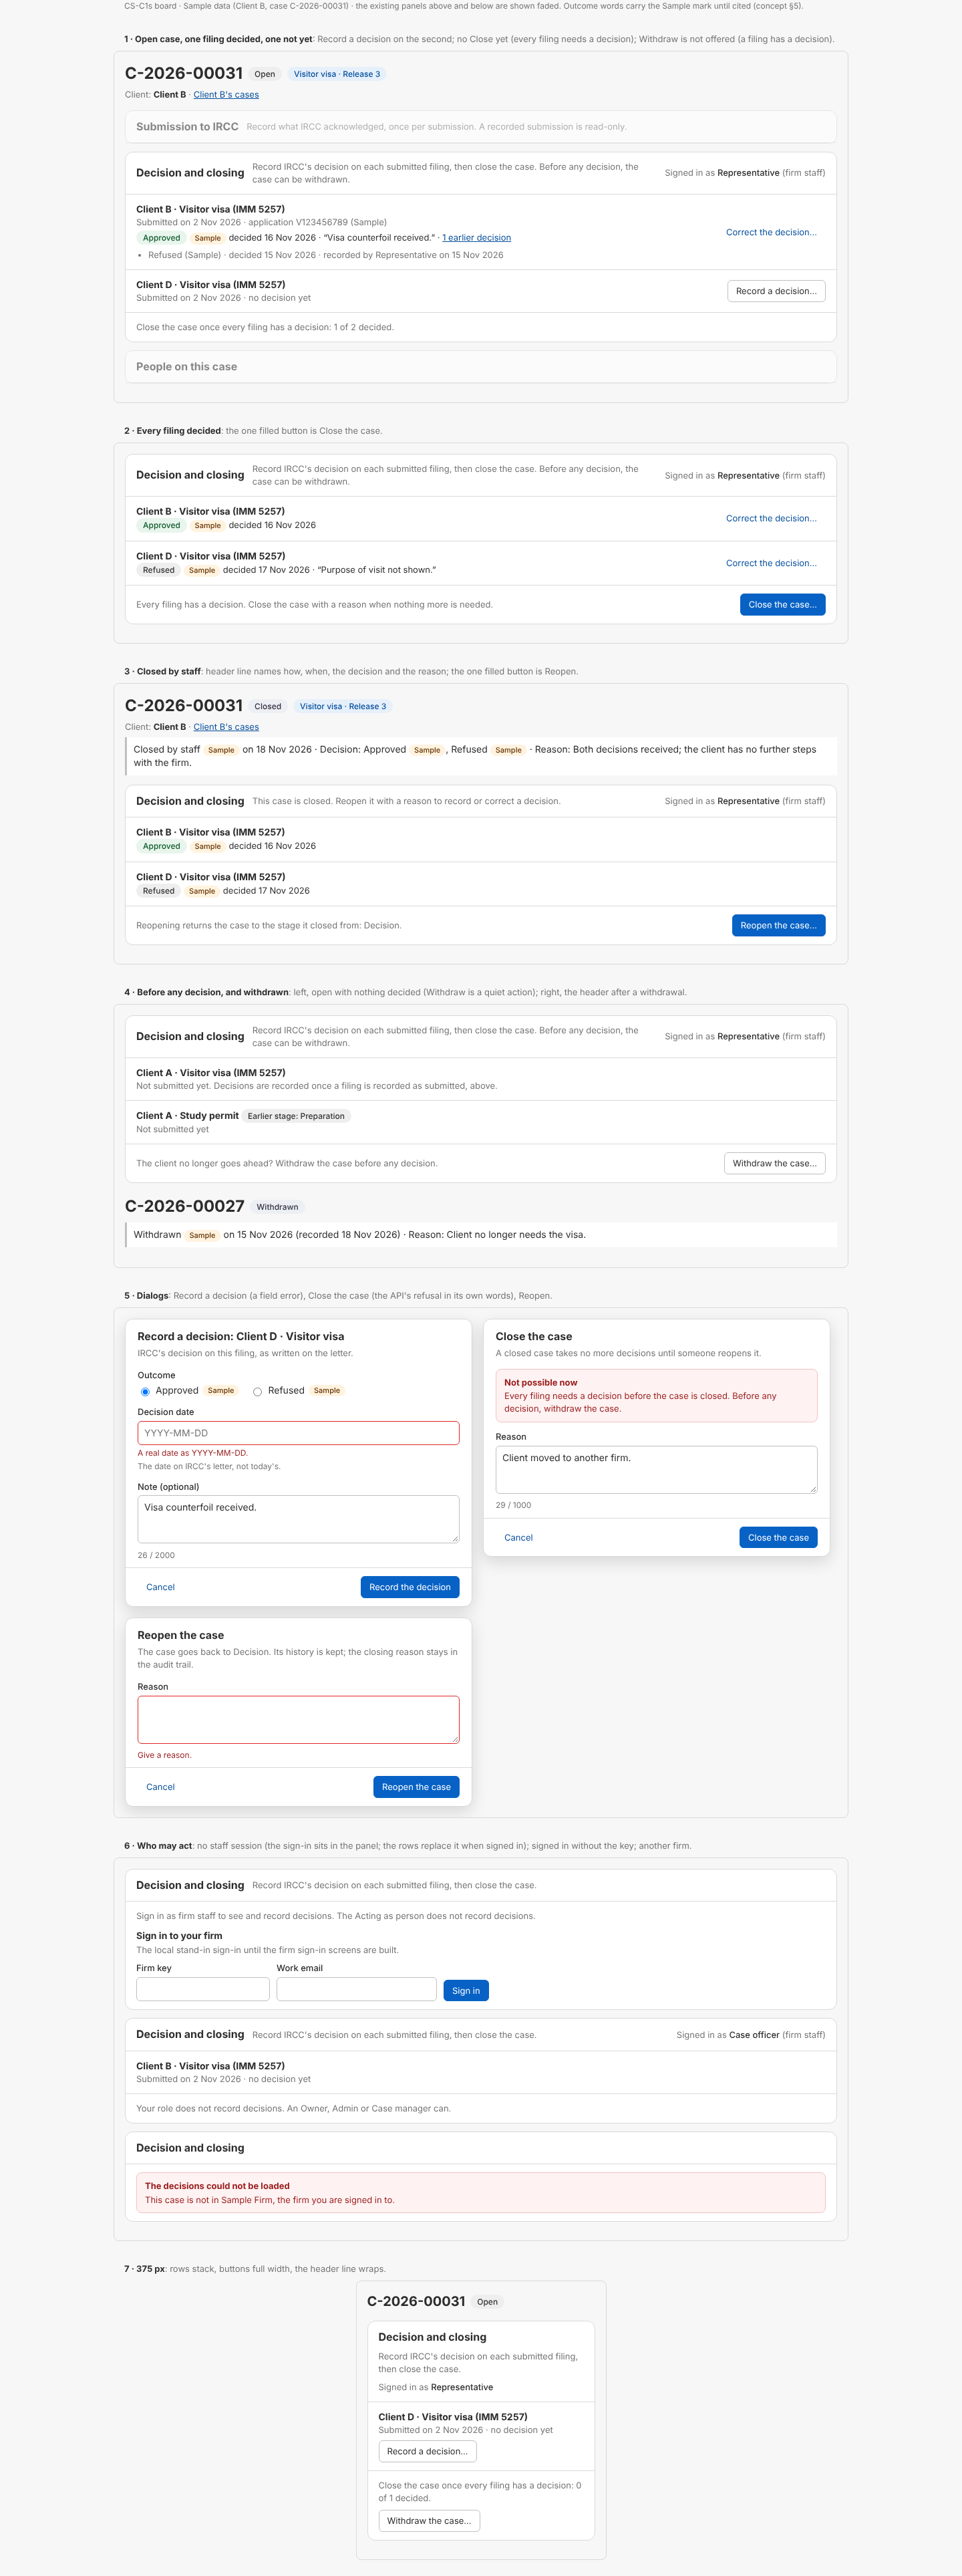 CS-C1s board · Sample data (Client B, case C-2026-00031) · the existing panels above and below are shown faded. Outcome words carry the Sample mark until cited (concept §5).
1 · Open case, one filing decided, one not yet: Record a decision on the second; no Close yet (every filing needs a decision); Withdraw is not offered (a filing has a decision).
C-2026-00031 Open Visitor visa · Release 3
Client: Client B · Client B's cases
Submission to IRCC Record what IRCC acknowledged, once per submission. A recorded submission is read-only.
Decision and closing Record IRCC's decision on each submitted filing, then close the case. Before any decision, the
case can be withdrawn.
Signed in as Representative (firm staff)
Client B · Visitor visa (IMM 5257)
Submitted on 2 Nov 2026 · application V123456789 (Sample)
Approved Sample decided 16 Nov 2026 · “Visa counterfoil received.” · 1 earlier decision
Correct the decision...
• Refused (Sample) · decided 15 Nov 2026 · recorded by Representative on 15 Nov 2026
Client D · Visitor visa (IMM 5257)
Submitted on 2 Nov 2026 · no decision yet
Record a decision...
Close the case once every filing has a decision: 1 of 2 decided.
People on this case
2 · Every filing decided: the one filled button is Close the case.
Decision and closing Record IRCC's decision on each submitted filing, then close the case. Before any decision, the
case can be withdrawn.
Signed in as Representative (firm staff)
Client B · Visitor visa (IMM 5257)
Approved Sample decided 16 Nov 2026
Correct the decision...
Client D · Visitor visa (IMM 5257)
Refused Sample decided 17 Nov 2026 · “Purpose of visit not shown.”
Correct the decision...
Every filing has a decision. Close the case with a reason when nothing more is needed.
Close the case...
3 · Closed by staff: header line names how, when, the decision and the reason; the one filled button is Reopen.
C-2026-00031 Closed Visitor visa · Release 3
Client: Client B · Client B's cases
Closed by staff Sample on 18 Nov 2026 · Decision: Approved Sample , Refused Sample · Reason: Both decisions received; the client has no further steps
with the firm.
Decision and closing This case is closed. Reopen it with a reason to record or correct a decision. Signed in as Representative (firm staff)
Client B · Visitor visa (IMM 5257)
Approved Sample decided 16 Nov 2026
Client D · Visitor visa (IMM 5257)
Refused Sample decided 17 Nov 2026
Reopening returns the case to the stage it closed from: Decision.
Reopen the case...
4 · Before any decision, and withdrawn: left, open with nothing decided (Withdraw is a quiet action); right, the header after a withdrawal.
Decision and closing Record IRCC's decision on each submitted filing, then close the case. Before any decision, the
case can be withdrawn.
Signed in as Representative (firm staff)
Client A · Visitor visa (IMM 5257)
Not submitted yet. Decisions are recorded once a filing is recorded as submitted, above.
Client A · Study permit Earlier stage: Preparation
Not submitted yet
The client no longer goes ahead? Withdraw the case before any decision.
Withdraw the case...
C-2026-00027 Withdrawn
Withdrawn Sample on 15 Nov 2026 (recorded 18 Nov 2026) · Reason: Client no longer needs the visa.
5 · Dialogs: Record a decision (a field error), Close the case (the API's refusal in its own words), Reopen.
Record a decision: Client D · Visitor visa
IRCC's decision on this filing, as written on the letter.
Outcome
Approved Sample Refused Sample
Decision date
YYYY-MM-DD
A real date as YYYY-MM-DD.
The date on IRCC's letter, not today's.
Note (optional)
Visa counterfoil received.
26 / 2000
Cancel Record the decision
Close the case
A closed case takes no more decisions until someone reopens it.
Not possible now
Every filing needs a decision before the case is closed. Before any
decision, withdraw the case.
Reason
Client moved to another firm.
29 / 1000
Cancel Close the case
Reopen the case
The case goes back to Decision. Its history is kept; the closing reason stays in
the audit trail.
Reason
Give a reason.
Cancel Reopen the case
6 · Who may act: no staff session (the sign-in sits in the panel; the rows replace it when signed in); signed in without the key; another firm.
Decision and closing Record IRCC's decision on each submitted filing, then close the case.
Sign in as firm staff to see and record decisions. The Acting as person does not record decisions.
Sign in to your firm
The local stand-in sign-in until the firm sign-in screens are built.
Firm key Work email
Sign in
Decision and closing Record IRCC's decision on each submitted filing, then close the case. Signed in as Case officer (firm staff)
Client B · Visitor visa (IMM 5257)
Submitted on 2 Nov 2026 · no decision yet
Your role does not record decisions. An Owner, Admin or Case manager can.
Decision and closing
The decisions could not be loaded
This case is not in Sample Firm, the firm you are signed in to.
7 · 375 px: rows stack, buttons full width, the header line wraps.
C-2026-00031 Open
Decision and closing
Record IRCC's decision on each submitted filing,
then close the case.
Signed in as Representative
Client D · Visitor visa (IMM 5257)
Submitted on 2 Nov 2026 · no decision yet
Record a decision...
Close the case once every filing has a decision: 0
of 1 decided.
Withdraw the case...